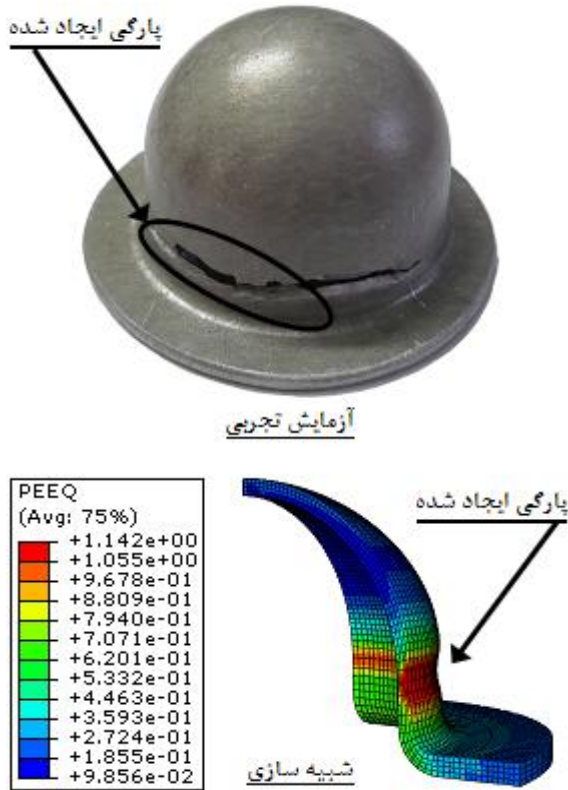 پارگی ایجاد شده
آزمایش تجربی
PEEQ
(Avg: 75%)
+1.142e+00
+1.055e+00
+9.678e-01
+8.809e-01
+7.940e-01
+7.071e-01
+6.201e-01
+5.332e-01
+4.463e-01
+3.593e-01
+2.724e-01
+1.855e-01
+9.856e-02
پارگی ایجاد شده
شبیه سازی